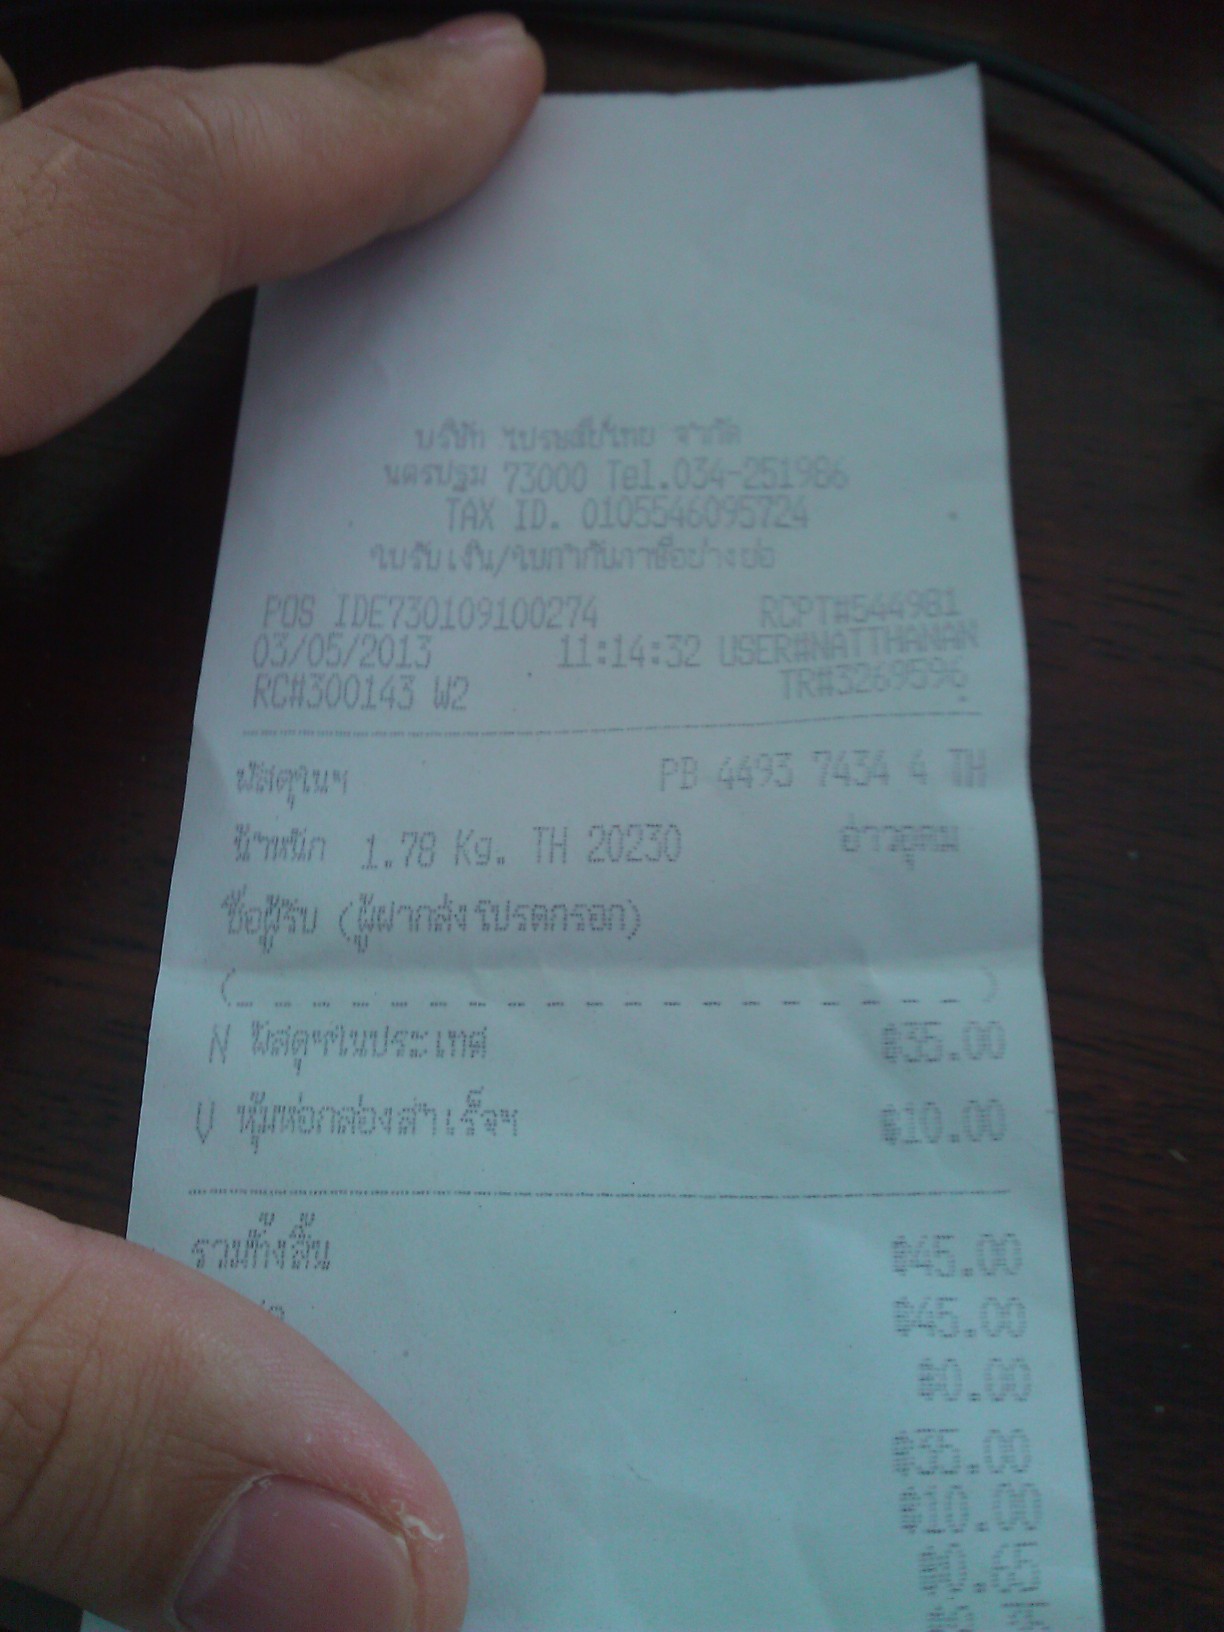 บริษัท ไปรษณีย์ไทย จำกัด
นครปฐม 73000 Tel.034-251986
TAX ID. 0105546095724
ใบรับเงิน/ใบกำกับภาษีอย่างย่อ
POS IDE730109100274 RCPT#544981
03/05/2013 11:14:32 USER#NATTHANAN
RC#300143 W2 TR#3269596
พัสดุในฯ PB 4493 7434 4 TH
น้ำหนัก 1.78 Kg. TH 20230 อ่าวอุดม
ชื่อผู้รับ (ผู้ฝากส่งโปรดกรอก)
(_ _ _ _ _ _ _ _ _ _ _ _ _ _ _ _ _ _ _)
N พัสดุฯในประเทศ ฿35.00
V หุ้มห่อกล่องสำเร็จฯ ฿10.00
รวมทั้งสิ้น ฿45.00
฿45.00
฿0.00
฿35.00
฿10.00
฿0.65